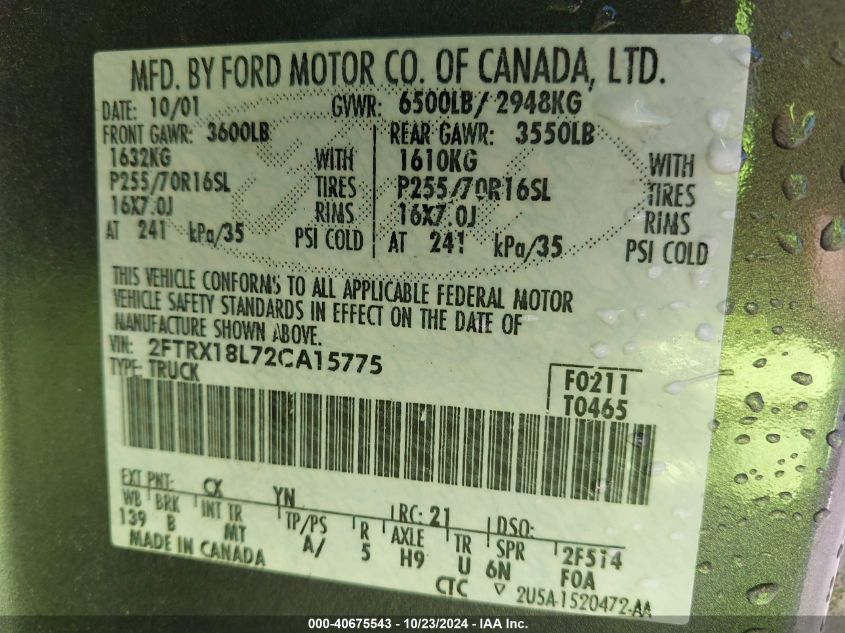 MFD. BY FORD MOTOR CO. OF CANADA, LTD.
DATE: 10/01 GVWR: 6500LB/ 2948KG
FRONT GAWR: 3600LB REAR GAWR: 3550LB
1632KG WITH 1610KG WITH
P255/70R16SL TIRES P255/70R16SL TIRES
16X7.0J RIMS 16X7.0J RIMS
AT 241 kPa/35 PSI COLD AT 241 kPa/35 PSI COLD
THIS VEHICLE CONFORMS TO ALL APPLICABLE FEDERAL MOTOR
VEHICLE SAFETY STANDARDS IN EFFECT ON THE DATE OF
MANUFACTURE SHOWN ABOVE.
VIN: 2FTRX18L72CA15775
TYPE: TRUCK
F0211
T0465
EXT PNT: CX YN RC: 21 DSO:
WB BRK INT TR TP/PS R AXLE TR SPR 2F514
139 B MT A/ 5 H9 U 6N F0A
MADE IN CANADA
CTC ▽ 2U5A-1520472-AA
000-40675543 - 10/23/2024 - IAA Inc.